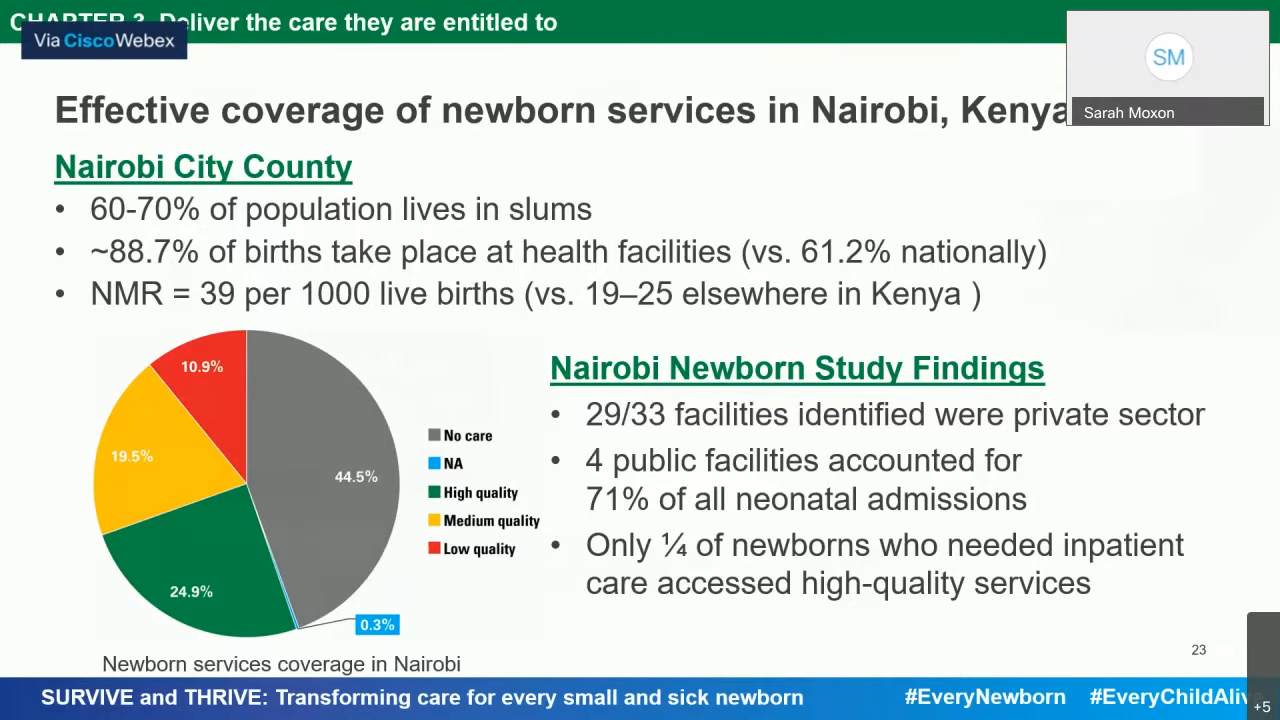 CHAPTER 3. Deliver the care they are entitled to
Via Cisco Webex
SM
Sarah Moxon
Effective coverage of newborn services in Nairobi, Kenya
Nairobi City County
• 60-70% of population lives in slums
• ~88.7% of births take place at health facilities (vs. 61.2% nationally)
• NMR = 39 per 1000 live births (vs. 19–25 elsewhere in Kenya )
10.9%
19.5%
44.5%
24.9%
0.3%
No care
NA
High quality
Medium quality
Low quality
Newborn services coverage in Nairobi
Nairobi Newborn Study Findings
• 29/33 facilities identified were private sector
• 4 public facilities accounted for
71% of all neonatal admissions
• Only ¼ of newborns who needed inpatient
care accessed high-quality services
23
SURVIVE and THRIVE: Transforming care for every small and sick newborn
#EveryNewborn #EveryChildAlive
+5